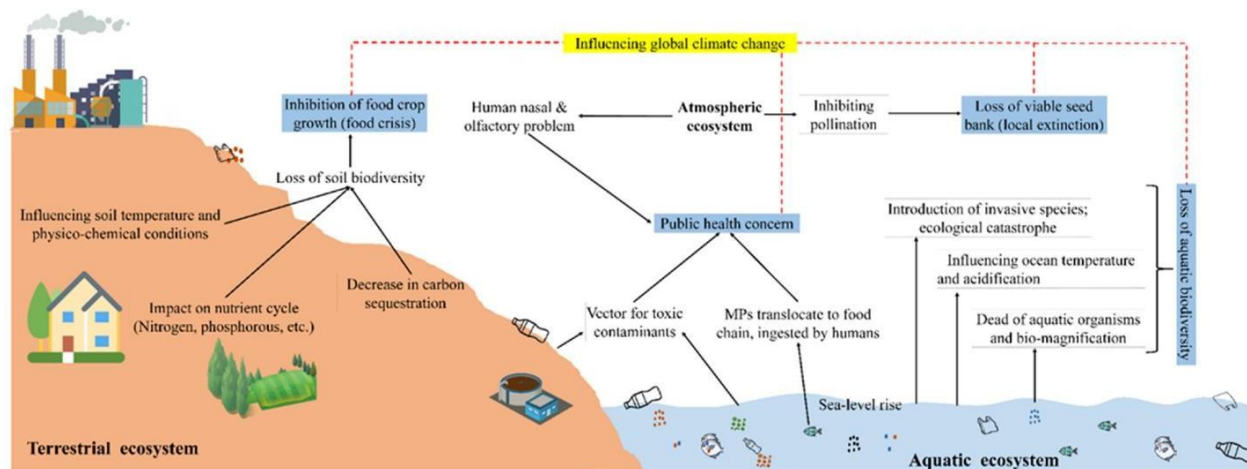 Influencing global climate change
Inhibition of food crop
growth (food crisis)
Human nasal &
olfactory problem
Atmospheric
ecosystem
Inhibiting
pollination
Loss of viable seed
bank (local extinction)
Loss of soil biodiversity
Influencing soil temperature and
physico-chemical conditions
Public health concern
Introduction of invasive species;
ecological catastrophe
Loss of aquatic biodiversity
Influencing ocean temperature
and acidification
Decrease in carbon
sequestration
Impact on nutrient cycle
(Nitrogen, phosphorous, etc.)
Vector for toxic
contaminants
MPs translocate to food
chain, ingested by humans
Dead of aquatic organisms
and bio-magnification
Sea-level rise
Terrestrial ecosystem
Aquatic ecosystem